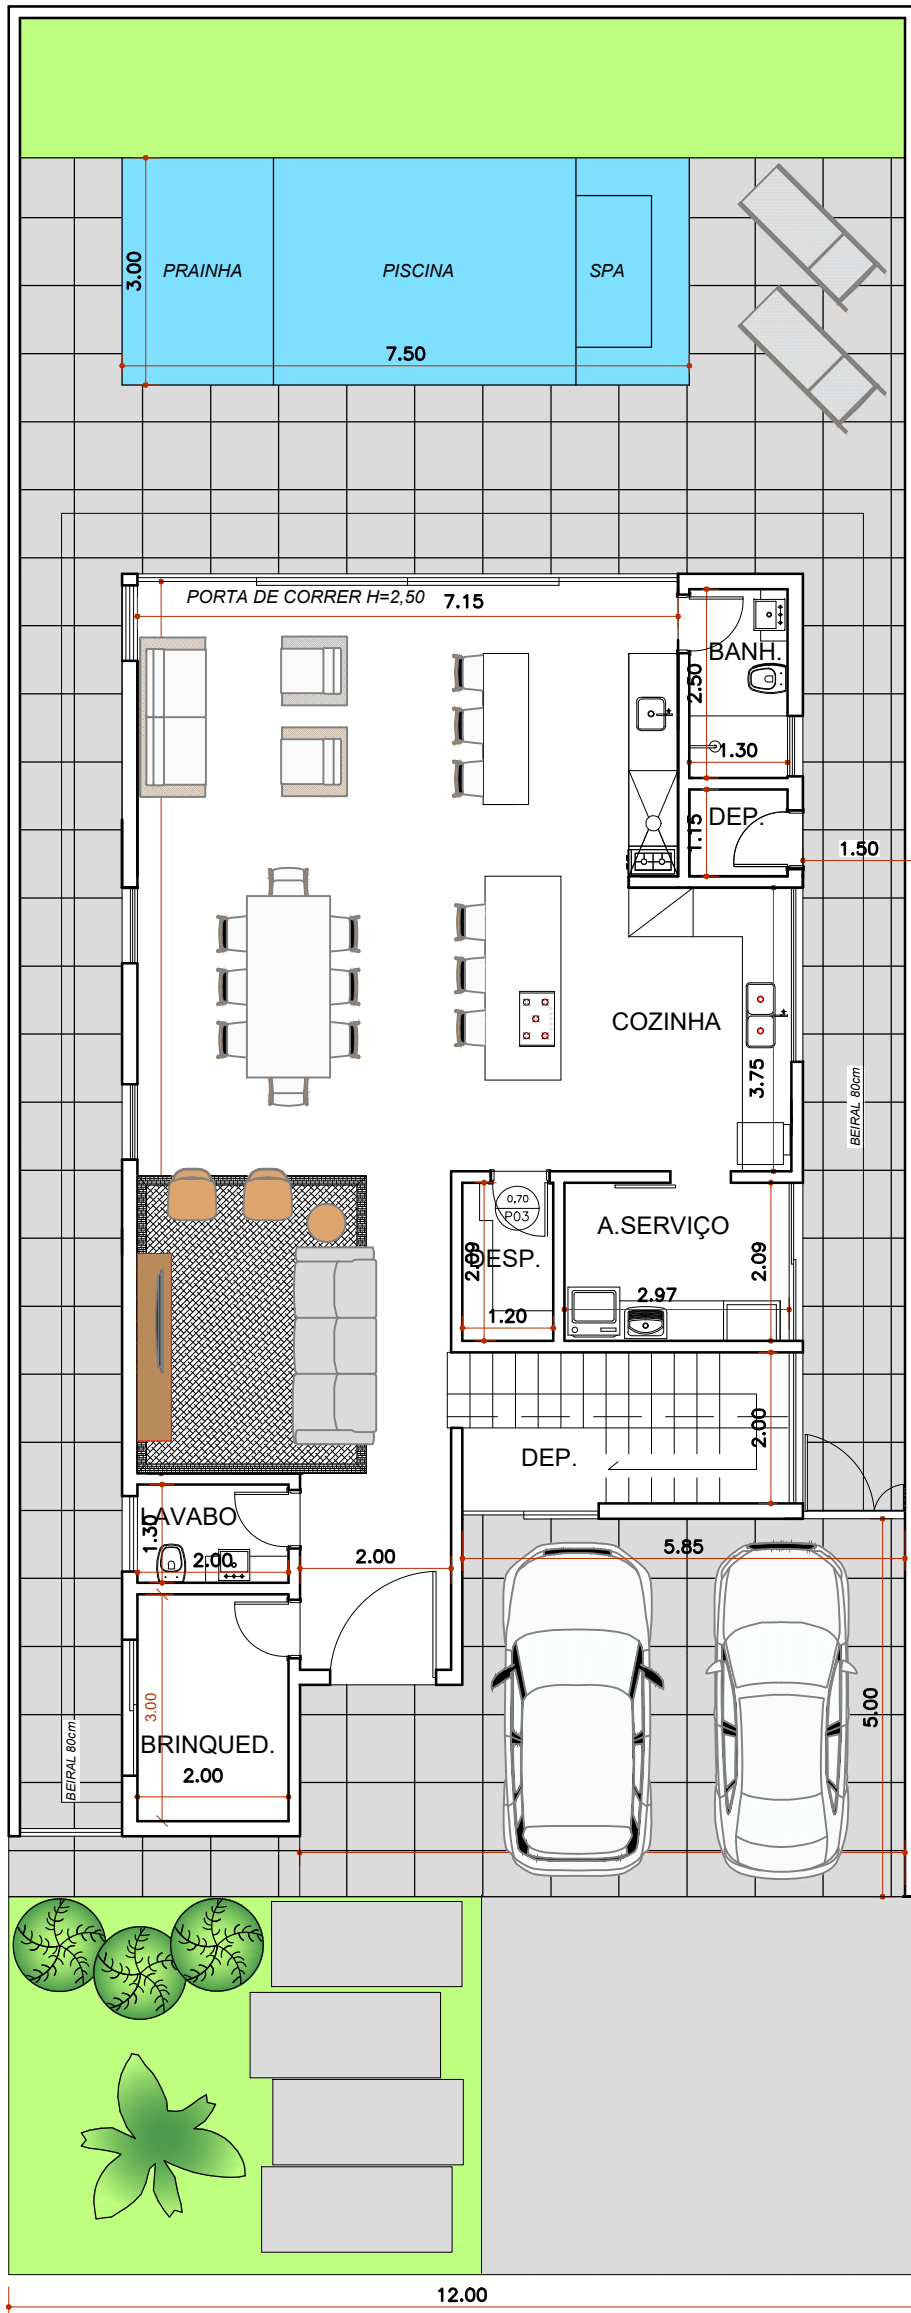 PRAINHA
PISCINA
SPA
3.00
7.50
PORTA DE CORRER H=2,50
7.15
BANH.
2.50
1.30
DEP.
1.15
1.50
COZINHA
3.75
BEIRAL 80cm
0,70
P03
A.SERVIÇO
DESP.
2.09
2.09
2.97
1.20
2.00
DEP.
LAVABO
1.30
2.00
2.00
5.85
3.00
5.00
BRINQUED.
2.00
BEIRAL 80cm
12.00